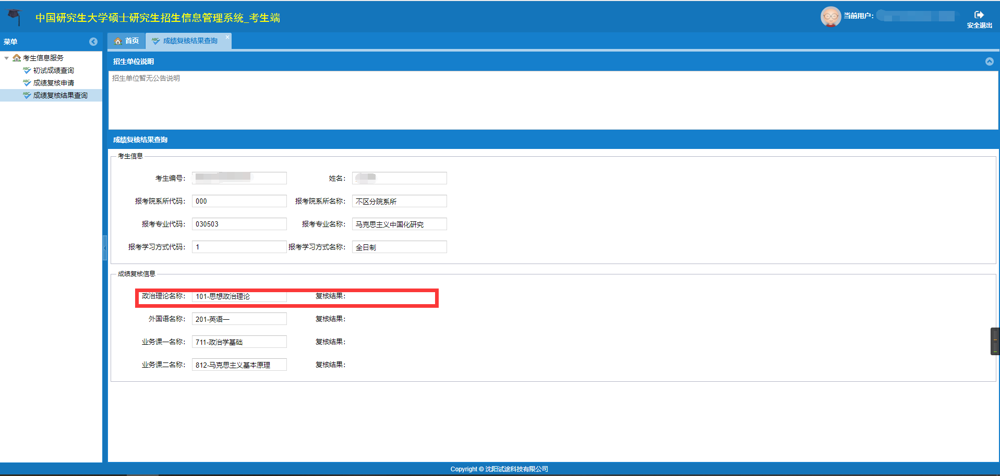 中国研究生大学硕士研究生招生信息管理系统_考生端
当前用户：
安全退出
菜单
首页
成绩复核结果查询
考生信息服务
初试成绩查询
成绩复核申请
成绩复核结果查询
招生单位说明
招生单位暂无公告说明
成绩复核结果查询
考生信息
考生编号：
姓名：
报考院系所代码： 000 报考院系所名称： 不区分院系所
报考专业代码： 030503 报考专业名称： 马克思主义中国化研究
报考学习方式代码： 1 报考学习方式名称： 全日制
成绩复核信息
政治理论名称： 101-思想政治理论 复核结果：
外国语名称： 201-英语一 复核结果：
业务课一名称： 711-政治学基础 复核结果：
业务课二名称： 812-马克思主义基本原理 复核结果：
Copyright © 沈阳试途科技有限公司